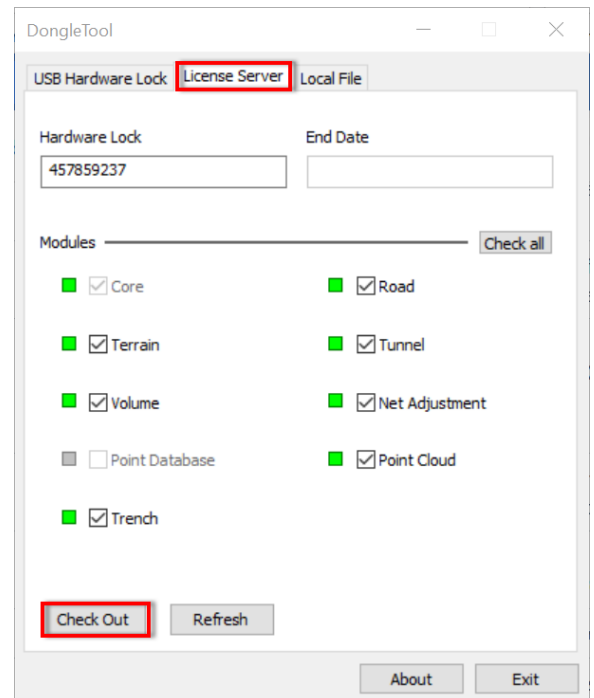 DongleTool
USB Hardware Lock License Server Local File
Hardware Lock End Date
457859237
Modules Check all
Core Road
Terrain Tunnel
Volume Net Adjustment
Point Database Point Cloud
Trench
Check Out Refresh
About Exit